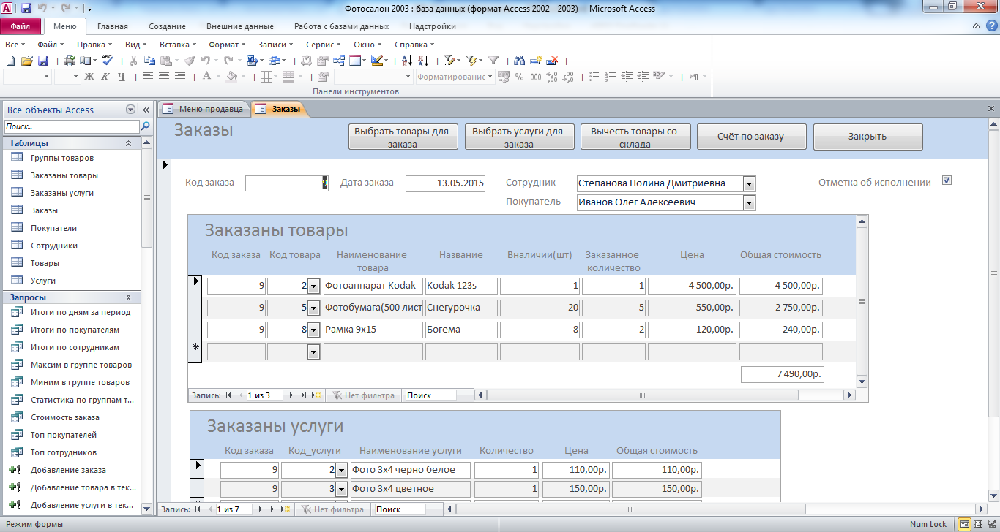 Фотосалон 2003 : база данных (формат Access 2002 - 2003) - Microsoft Access
Файл Меню Главная Создание Внешние данные Работа с базами данных Надстройки
Все Файл Правка Вид Вставка Формат Записи Сервис Окно Справка
Ж К Ч Форматирование % 000
Панели инструментов
Все объекты Access
Поиск..
Таблицы
Группы товаров
Заказаны товары
Заказаны услуги
Заказы
Покупатели
Сотрудники
Товары
Услуги
Запросы
Итоги по дням за период
Итоги по покупателям
Итоги по сотрудникам
Максим в группе товаров
Миним в группе товаров
Статистика по группам т...
Стоимость заказа
Топ покупателей
Топ сотрудников
Добавление заказа
Добавление товара в тек...
Добавление услуги в тек...
Меню продавца Заказы
Заказы
Выбрать товары для заказа
Выбрать услуги для заказа
Вычесть товары со склада
Счёт по заказу
Закрыть
Код заказа 9 Дата заказа 13.05.2015 Сотрудник Степанова Полина Дмитриевна Отметка об исполнении
Покупатель Иванов Олег Алексеевич
Заказаны товары
Код заказа Код товара Наименование товара Название Вналичии(шт) Заказанное количество Цена Общая стоимость
9 2 Фотоаппарат Kodak Kodak 123s 1 1 4 500,00р. 4 500,00р.
9 5 Фотобумага(500 лист Снегурочка 20 5 550,00р. 2 750,00р.
9 8 Рамка 9x15 Богема 8 2 120,00р. 240,00р.
7 490,00р.
Запись: 1 из 3 Нет фильтра Поиск
Заказаны услуги
Код заказа Код_услуги Наименование услуги Количество Цена Общая стоимость
9 2 Фото 3x4 черно белое 1 110,00р. 110,00р.
9 3 Фото 3x4 цветное 1 150,00р. 150,00р.
Запись: 1 из 7 Нет фильтра Поиск
Режим формы Num Lock